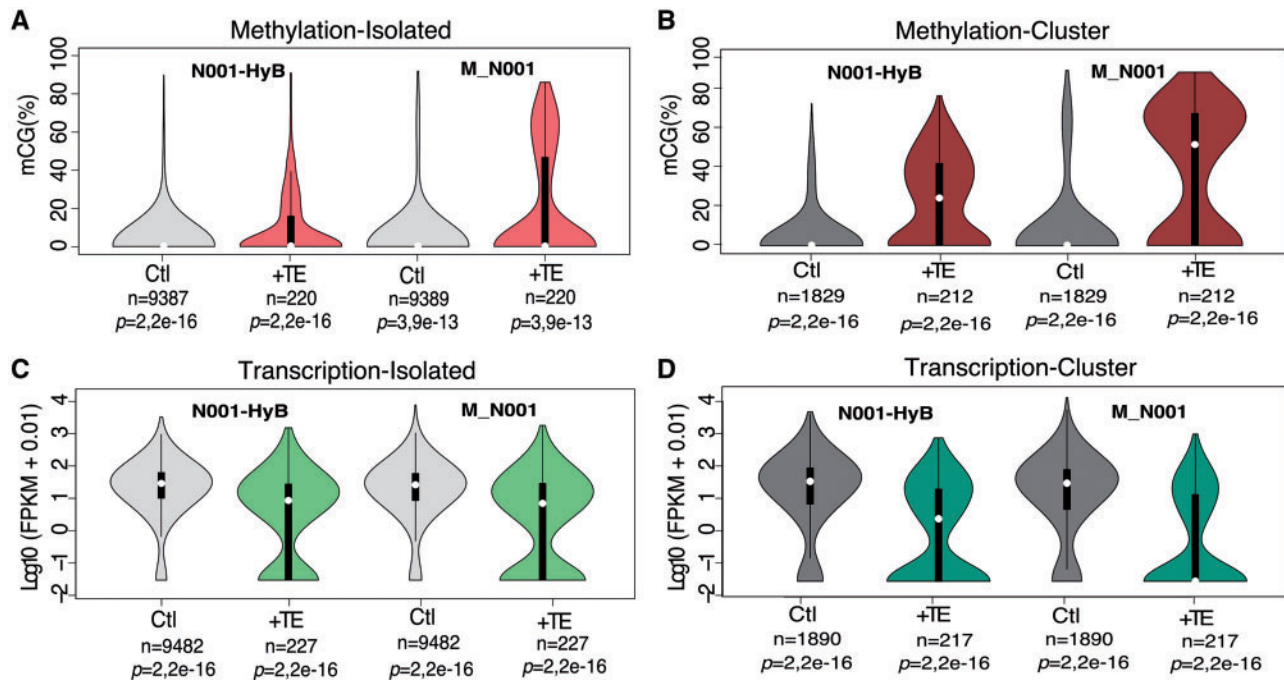 A
Methylation-Isolated
N001-HyB
M_N001
mCG(%)
100
80
60
40
20
0
Ctl
+TE
Ctl
+TE
n=9387
n=220
n=9389
n=220
p=2,2e-16
p=2,2e-16
p=3,9e-13
p=3,9e-13
B
Methylation-Cluster
N001-HyB
M_N001
mCG(%)
100
80
60
40
20
0
Ctl
+TE
Ctl
+TE
n=1829
n=212
n=1829
n=212
p=2,2e-16
p=2,2e-16
p=2,2e-16
p=2,2e-16
C
Transcription-Isolated
N001-HyB
M_N001
Log10 (FPKM + 0.01)
4
3
2
1
0
-1
-2
Ctl
+TE
Ctl
+TE
n=9482
n=227
n=9482
n=227
p=2,2e-16
p=2,2e-16
p=2,2e-16
p=2,2e-16
D
Transcription-Cluster
N001-HyB
M_N001
Log10 (FPKM + 0.01)
4
3
2
1
0
-1
-2
Ctl
+TE
Ctl
+TE
n=1890
n=217
n=1890
n=217
p=2,2e-16
p=2,2e-16
p=2,2e-16
p=2,2e-16